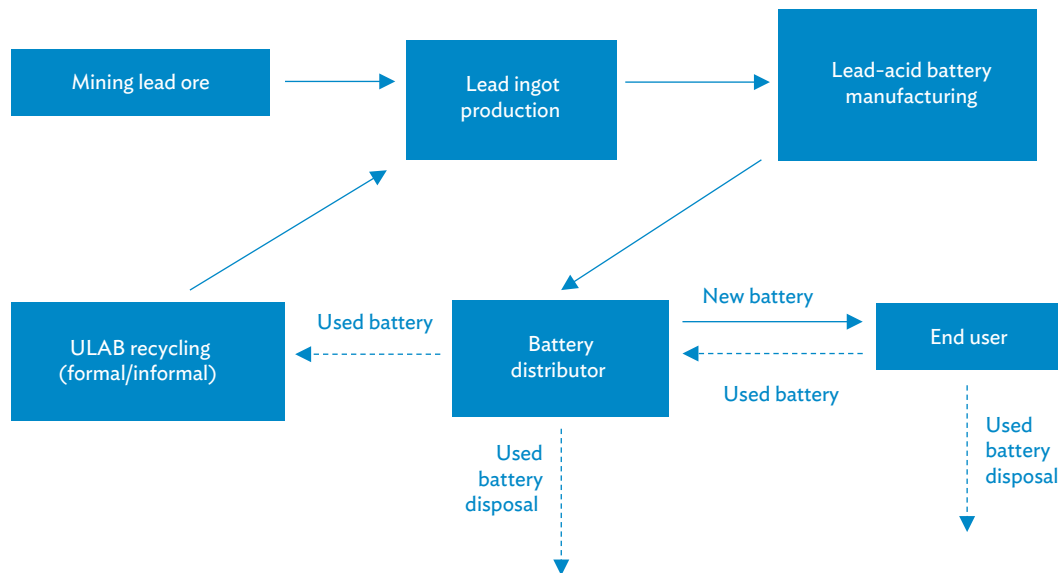 Mining lead ore
Lead ingot
production
Lead-acid battery
manufacturing
ULAB recycling
(formal/informal)
Used battery
Battery
distributor
New battery
Used battery
End user
Used
battery
disposal
Used
battery
disposal